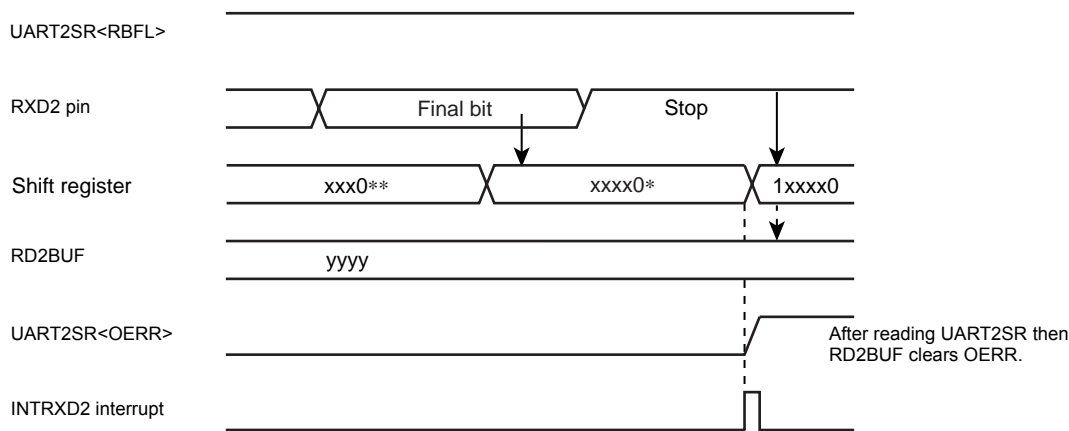 UART2SR<RBFL>
RXD2 pin
Final bit
Stop
Shift register
xxx0**
xxxx0*
1xxxx0
RD2BUF
yyyy
UART2SR<OERR>
After reading UART2SR then
RD2BUF clears OERR.
INTRXD2 interrupt